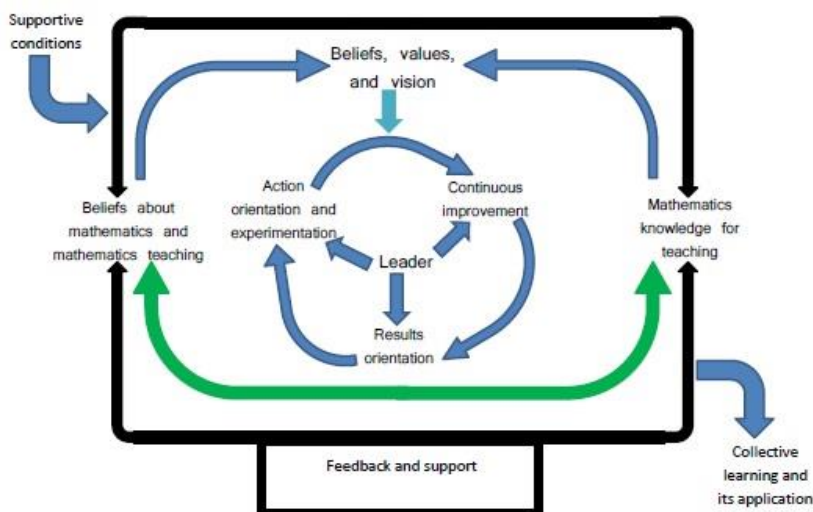 Supportive
conditions
Beliefs, values,
and vision
Action
orientation and
experimentation
Continuous
improvement
Beliefs about
mathematics and
mathematics teaching
Mathematics
knowledge for
teaching
Leader
Results
orientation
Feedback and support
Collective
learning and
its application